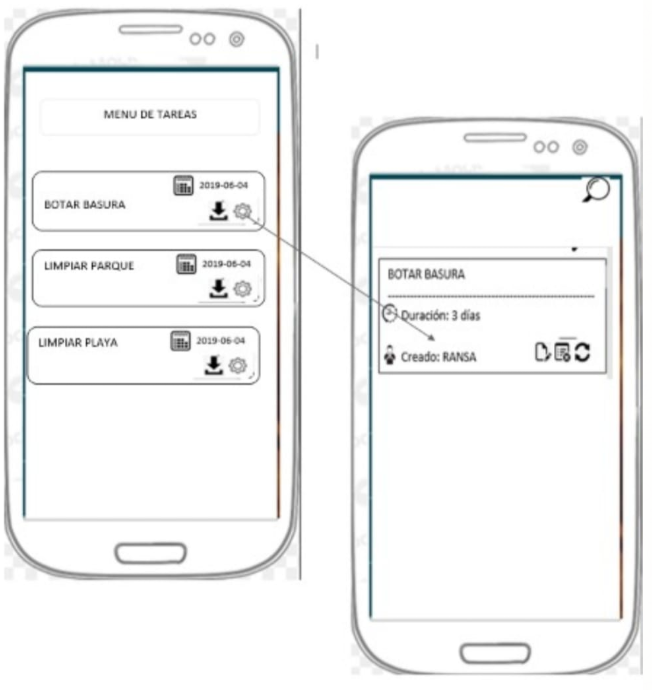 MENU DE TAREAS
2019-06-04
BOTAR BASURA
LIMPIAR PARQUE
2019-06-04
LIMPIAR PLAYA
2019-06-04
BOTAR BASURA
Duración: 3 días
Creado: RANSA